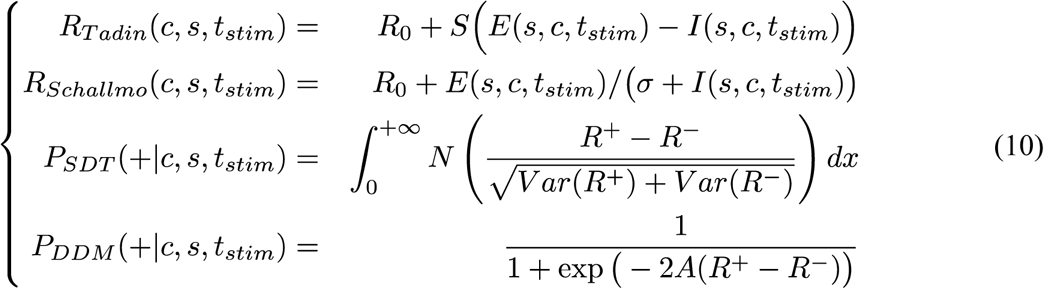 R_{Tadin}(c, s, t_{stim}) = R_0 + S(E(s, c, t_{stim}) − I(s, c, t_{stim}))
R_{Schallmo}(c, s, t_{stim}) = R_0 + E(s, c, t_{stim})/(σ + I(s, c, t_{stim}))
P_{SDT}(+|c, s, t_{stim}) = ∫_0^{+∞} N((R^+ − R^−)/√(Var(R^+) + Var(R^−))) dx (10)
P_{DDM}(+|c, s, t_{stim}) = 1/(1 + exp(− 2A(R^+ − R^−)))